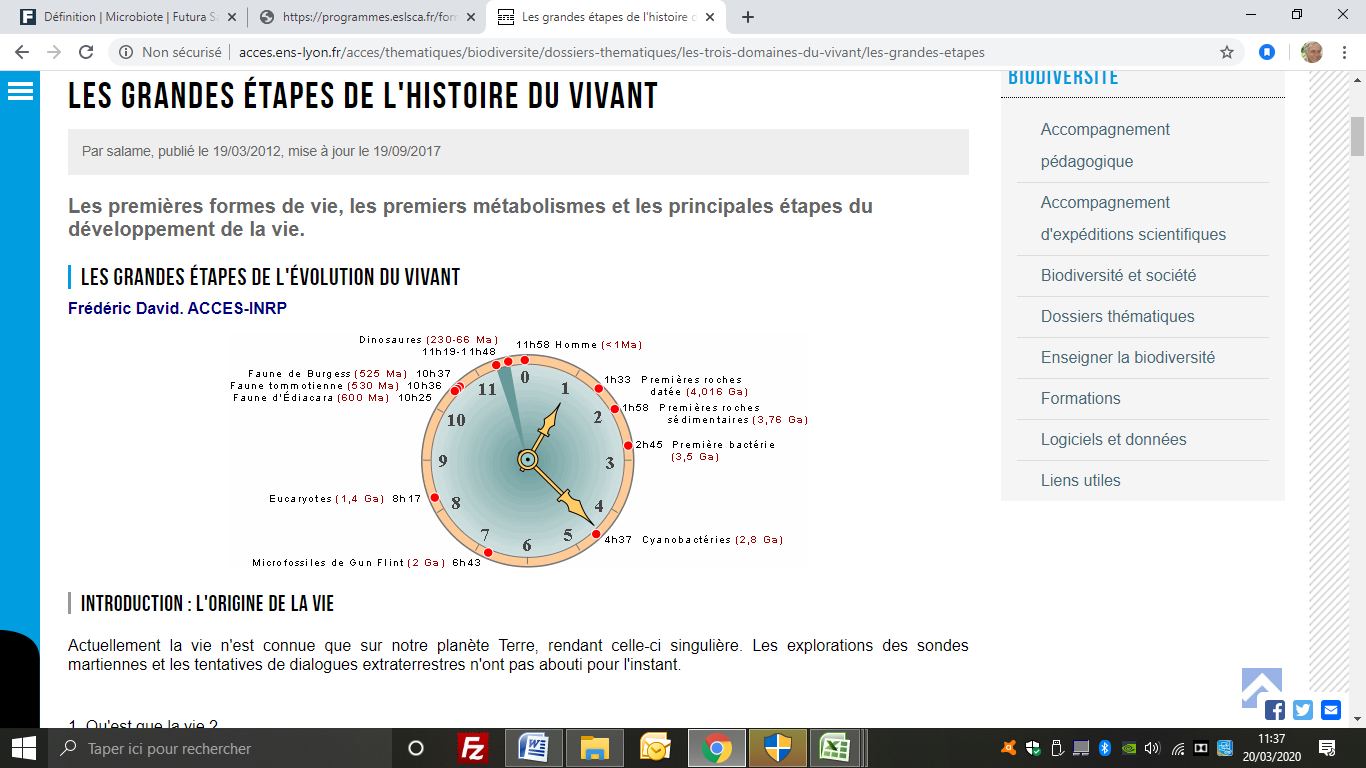 Définition | Microbiote | Futura Sa
https://programmes.eslsca.fr/form
Les grandes étapes de l'histoire d
Non sécurisé | acces.ens-lyon.fr/acces/thematiques/biodiversite/dossiers-thematiques/les-trois-domaines-du-vivant/les-grandes-etapes
LES GRANDES ÉTAPES DE L'HISTOIRE DU VIVANT
Par salame, publié le 19/03/2012, mise à jour le 19/09/2017
Les premières formes de vie, les premiers métabolismes et les principales étapes du
développement de la vie.
LES GRANDES ÉTAPES DE L'ÉVOLUTION DU VIVANT
Frédéric David. ACCES-INRP
Dinosaures (230-66 Ma)
11h19-11h48
11h58 Homme (<1Ma)
Faune de Burgess (525 Ma) 10h37
Faune tommotienne (530 Ma) 10h36
Faune d'Édiacara (600 Ma) 10h25
1h33 Premières roches
datée (4,016 Ga)
1h58 Premières roches
sédimentaires (3,76 Ga)
2h45 Première bactérie
(3,5 Ga)
Eucaryotes (1,4 Ga) 8h17
4h37 Cyanobactéries (2,8 Ga)
Microfossiles de Gun Flint (2 Ga) 6h43
0
1
2
3
4
5
6
7
8
9
10
11
INTRODUCTION : L'ORIGINE DE LA VIE
Actuellement la vie n'est connue que sur notre planète Terre, rendant celle-ci singulière. Les explorations des sondes
martiennes et les tentatives de dialogues extraterrestres n'ont pas abouti pour l'instant.
1. Qu'est que la vie ?
BIODIVERSITÉ
Accompagnement
pédagogique
Accompagnement
d'expéditions scientifiques
Biodiversité et société
Dossiers thématiques
Enseigner la biodiversité
Formations
Logiciels et données
Liens utiles
Taper ici pour rechercher
11:37
20/03/2020